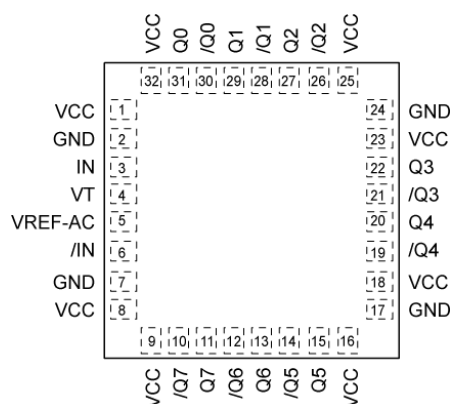 VCC Q0 /Q0 Q1 /Q1 Q2 /Q2 VCC
32 31 30 29 28 27 26 25
VCC 1 24 GND
GND 2 23 VCC
IN 3 22 Q3
VT 4 21 /Q3
VREF-AC 5 20 Q4
/IN 6 19 /Q4
GND 7 18 VCC
VCC 8 17 GND
9 10 11 12 13 14 15 16
VCC /Q7 Q7 /Q6 Q6 /Q5 Q5 VCC